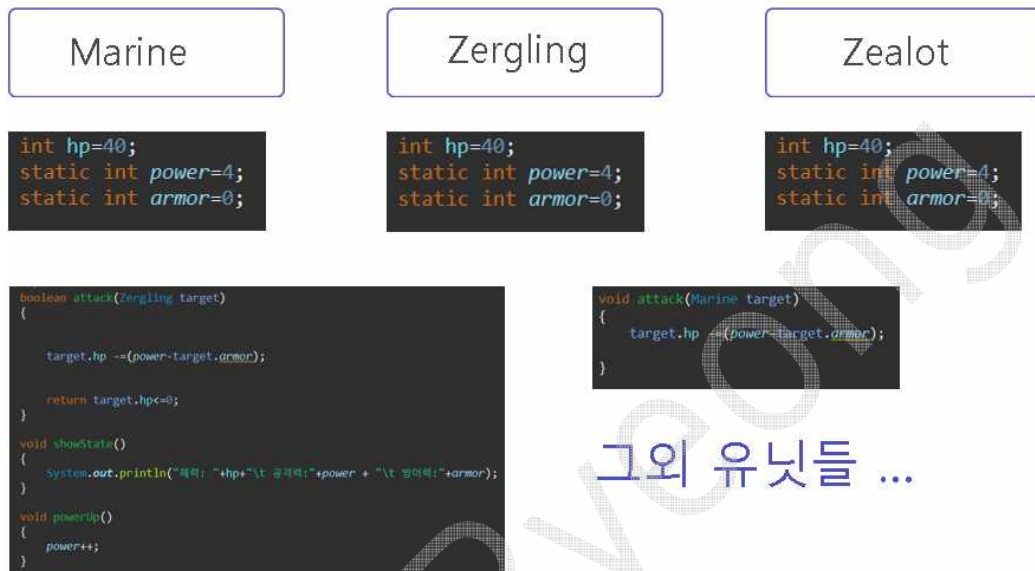 Marine
Zergling
Zealot
int hp=40;
static int power=4;
static int armor=0;
int hp=40;
static int power=4;
static int armor=0;
int hp=40;
static int power=4;
static int armor=0;
boolean attack(Zergling target)
{
target.hp -=(power-target.armor);
return target.hp<=0;
}
void showState()
{
System.out.println("체력: "+hp+"\t 공격력:"+power + "\t 방어력:"+armor);
}
void powerUp()
{
power++;
}
void attack(Marine target)
{
target.hp -=(power-target.armor);
}
그외 유닛들 ...